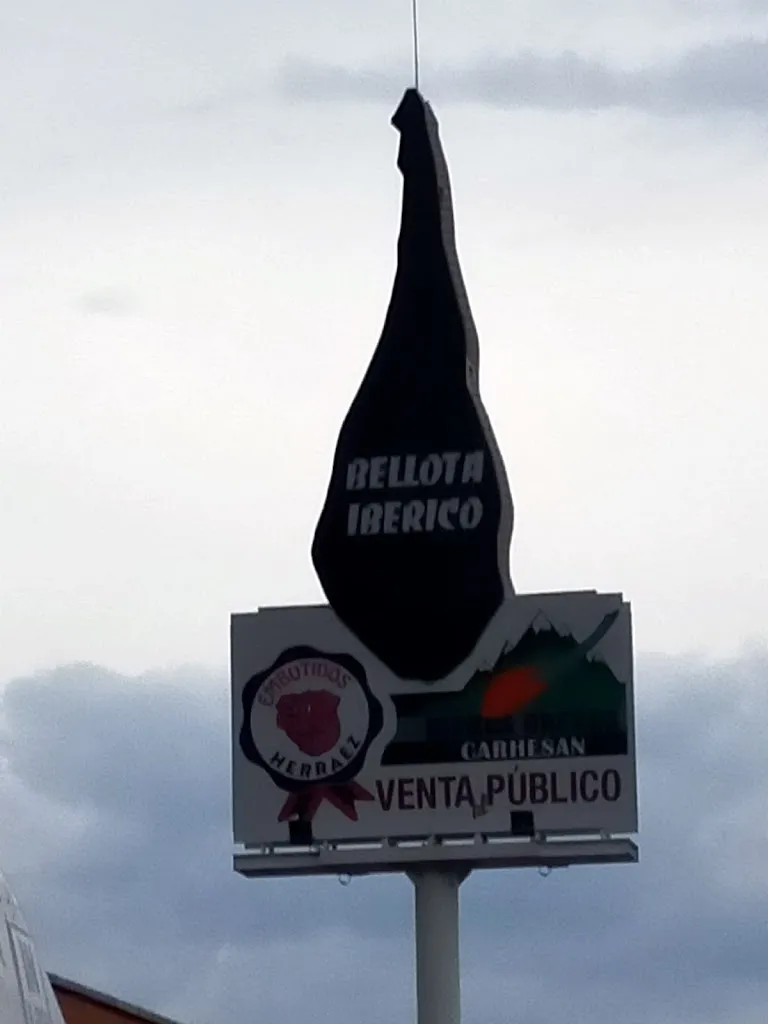 BELLOTA
IBERICO
EMBUTIDOS
HERRAEZ
CARHESAN
VENTA PÚBLICO